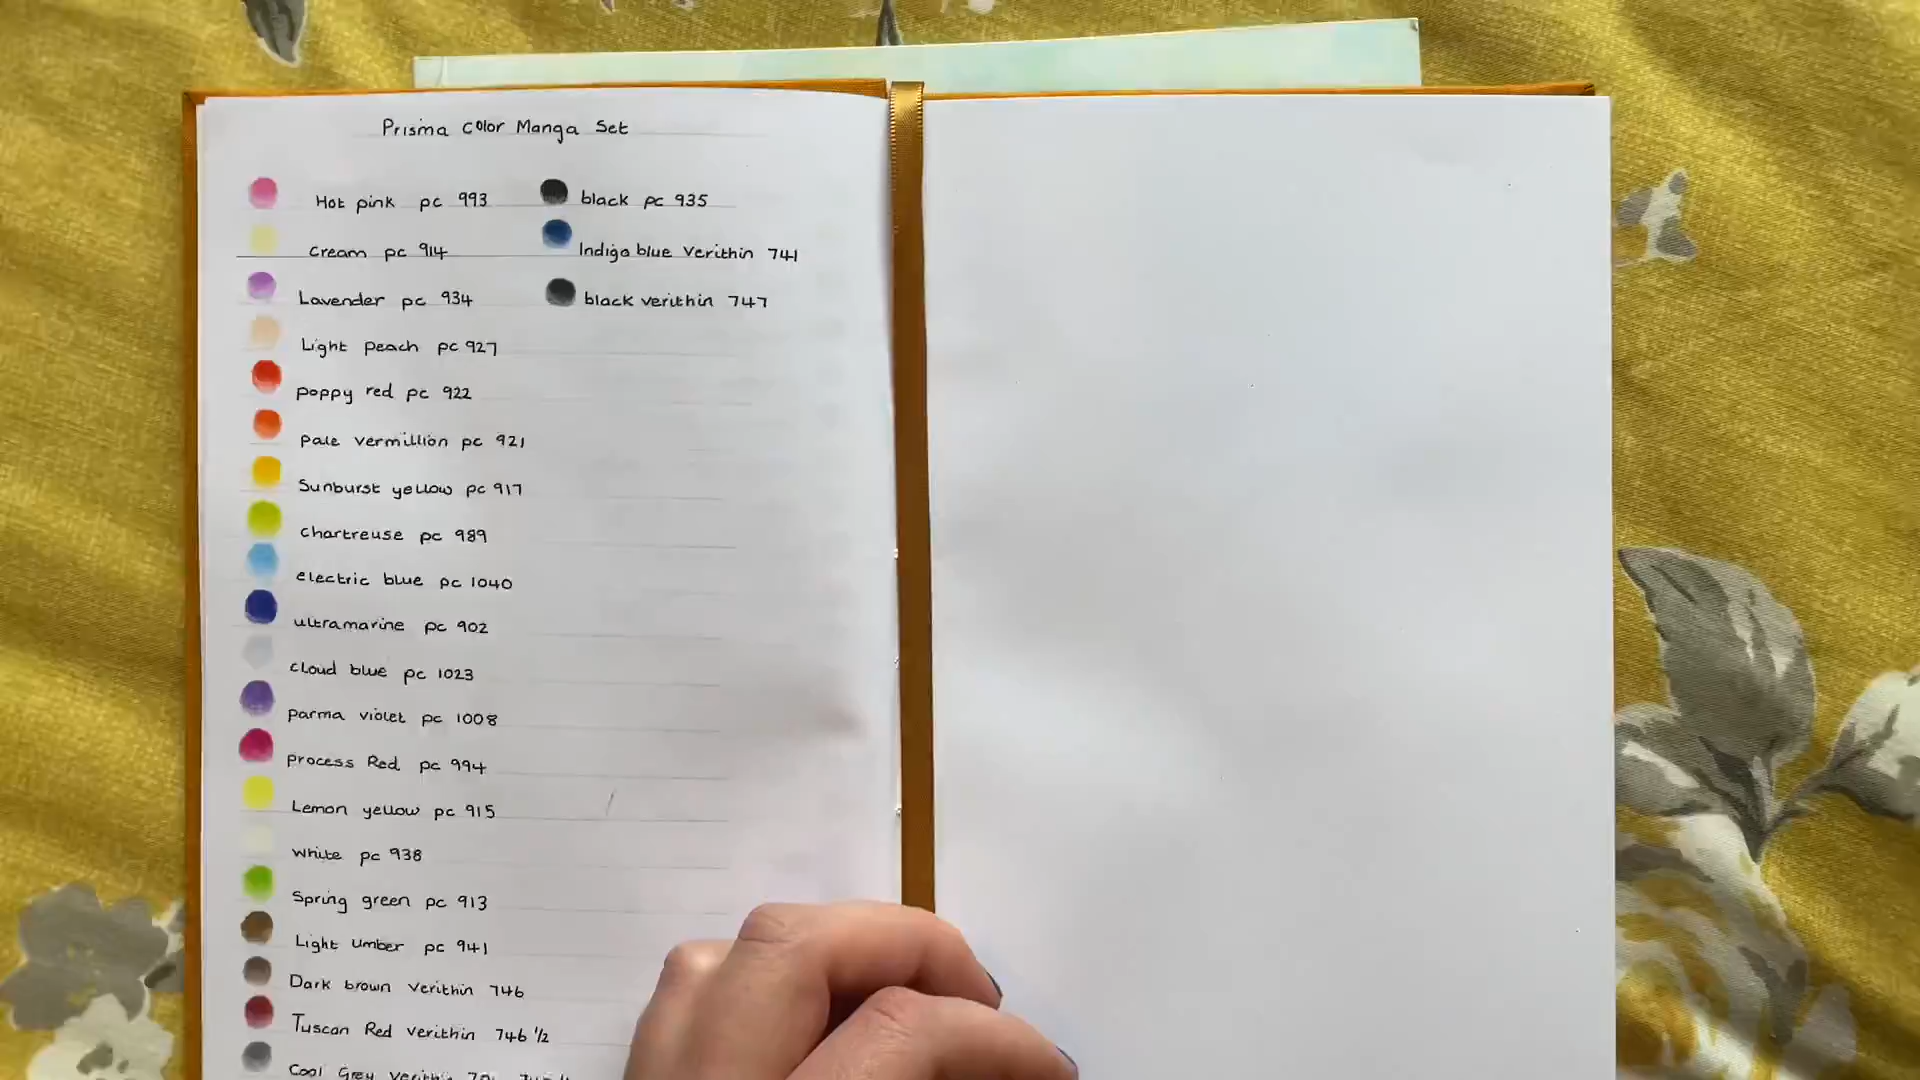 Prisma Color Manga Set
Hot pink pc 993
cream pc 914
Lavender pc 934
Light peach pc 927
poppy red pc 922
pale vermillion pc 921
Sunburst yellow pc 917
chartreuse pc 989
electric blue pc 1040
ultramarine pc 902
cloud blue pc 1023
parma violet pc 1008
process Red pc 994
Lemon yellow pc 915
white pc 938
Spring green pc 913
Light umber pc 941
Dark brown verithin 746
Tuscan Red verithin 746 1/2
Cool Grey
black pc 935
Indigo blue verithin 741
black verithin 747